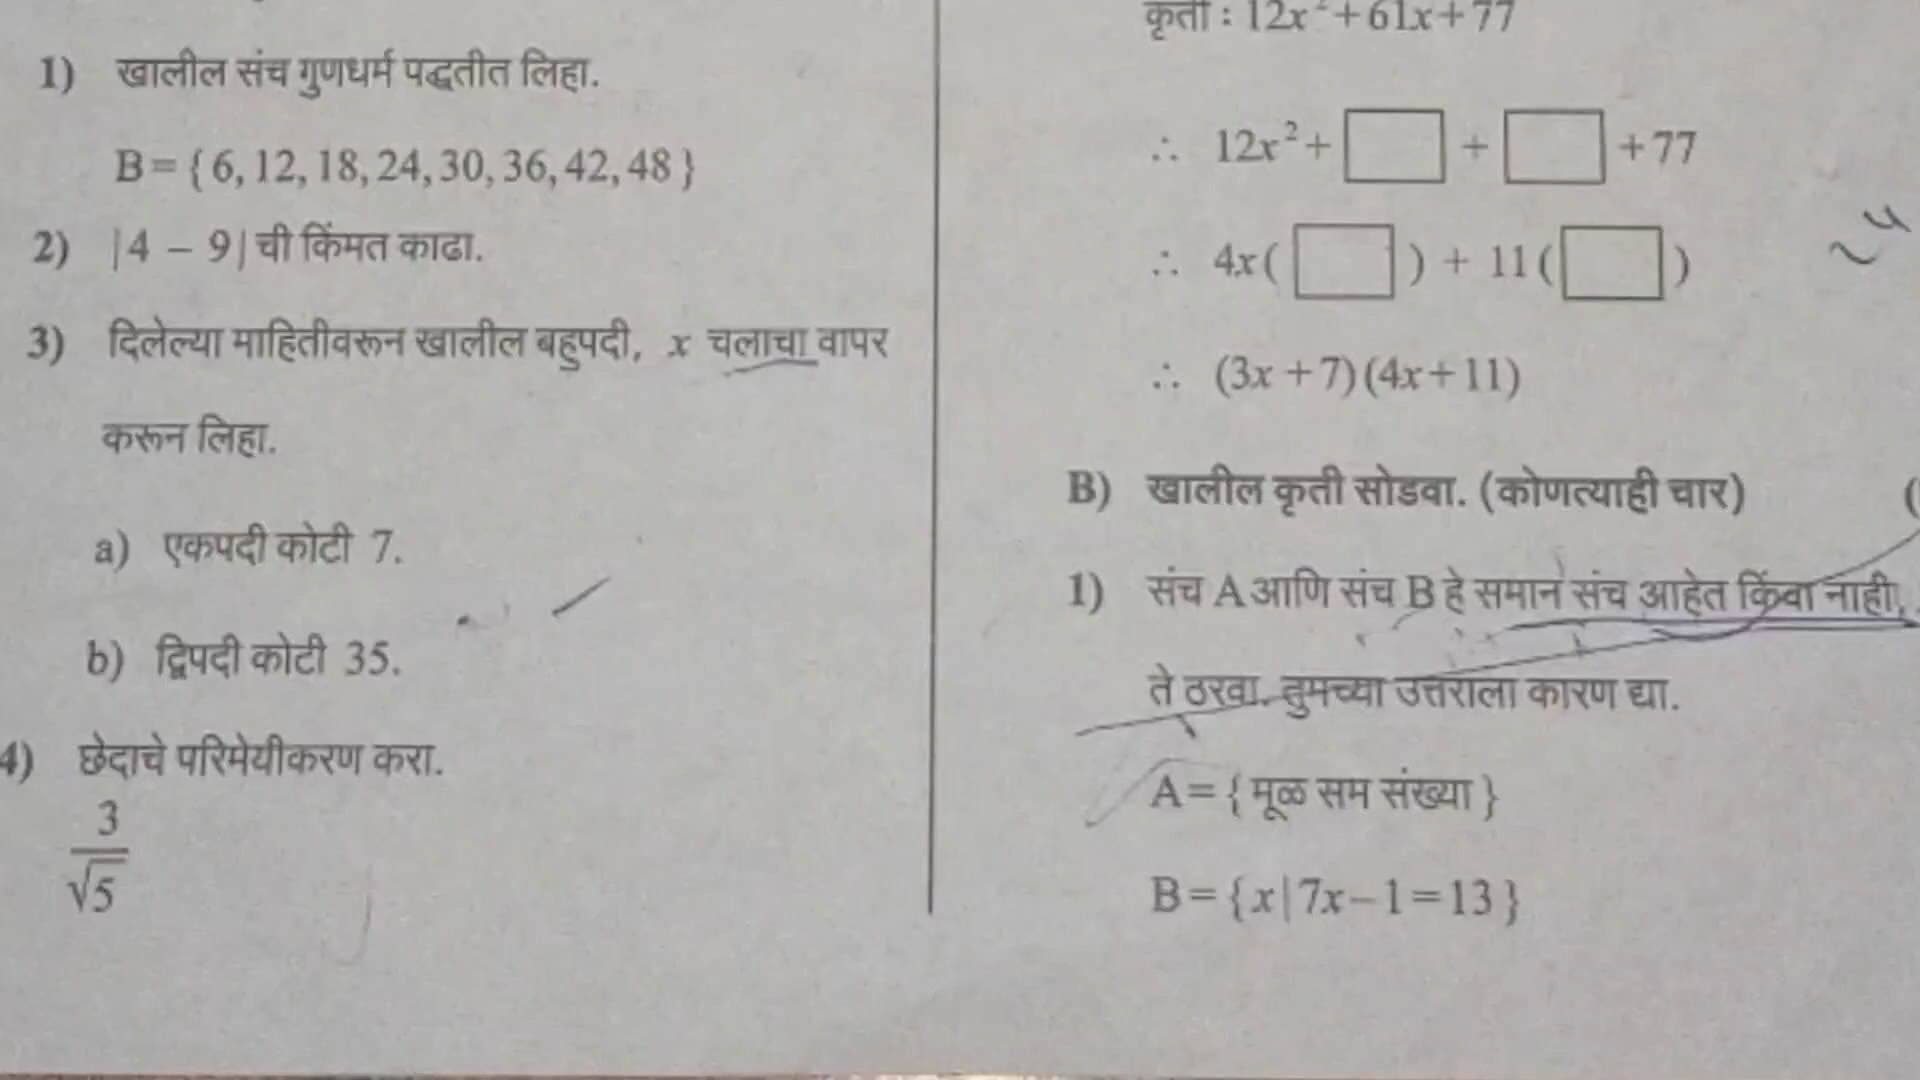 1) खालील संच गुणधर्म पद्धतीत लिहा.
B = { 6, 12, 18, 24, 30, 36, 42, 48 }
2) |4 – 9| ची किंमत काढा.
3) दिलेल्या माहितीवरून खालील बहुपदी, x चलाचा वापर
करून लिहा.
a) एकपदी कोटी 7.
b) द्विपदी कोटी 35.
4) छेदाचे परिमेयीकरण करा.
3
√5
कृती : 12x² + 61x + 77
∴ 12x² + + + 77
∴ 4x ( ) + 11 ( )
∴ (3x + 7) (4x + 11)
B) खालील कृती सोडवा. (कोणत्याही चार) (
1) संच A आणि संच B हे समान संच आहेत किंवा नाही,
ते ठरवा. तुमच्या उत्तराला कारण द्या.
A = { मूळ सम संख्या }
B = { x | 7x – 1 = 13 }